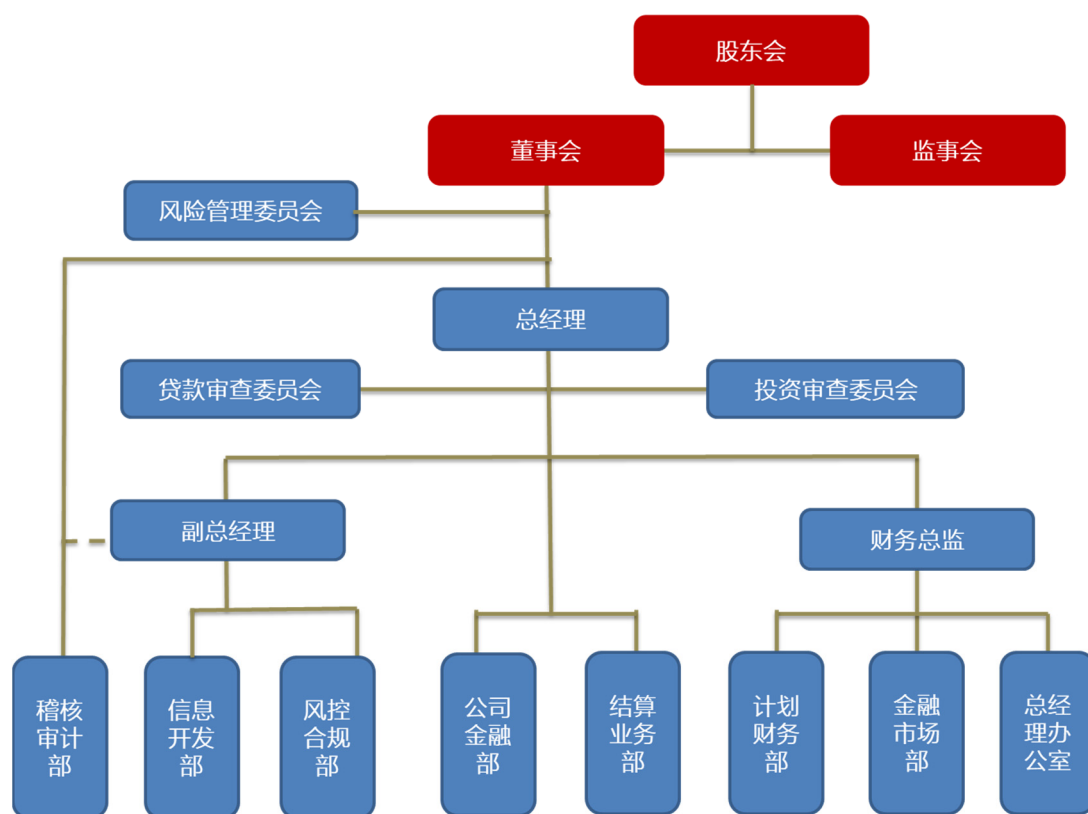 股东会
董事会
监事会
风险管理委员会
总经理
贷款审查委员会
投资审查委员会
副总经理
财务总监
稽核
审计
部
信息
开发
部
风控
合规
部
公司
金融
部
结算
业务
部
计划
财务
部
金融
市场
部
总经
理办
公室